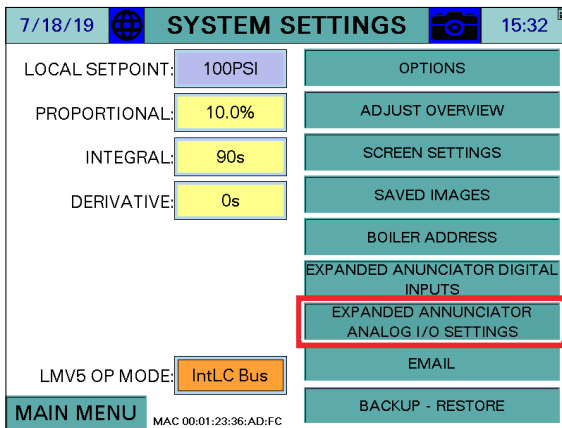 7/18/19 SYSTEM SETTINGS 15:32
LOCAL SETPOINT: 100PSI
OPTIONS
PROPORTIONAL: 10.0%
ADJUST OVERVIEW
INTEGRAL: 90s
SCREEN SETTINGS
DERIVATIVE: 0s
SAVED IMAGES
BOILER ADDRESS
EXPANDED ANUNCIATOR DIGITAL
INPUTS
EXPANDED ANNUNCIATOR
ANALOG I/O SETTINGS
LMV5 OP MODE: IntLC Bus
EMAIL
BACKUP - RESTORE
MAIN MENU MAC 00:01:23:36:AD:FC